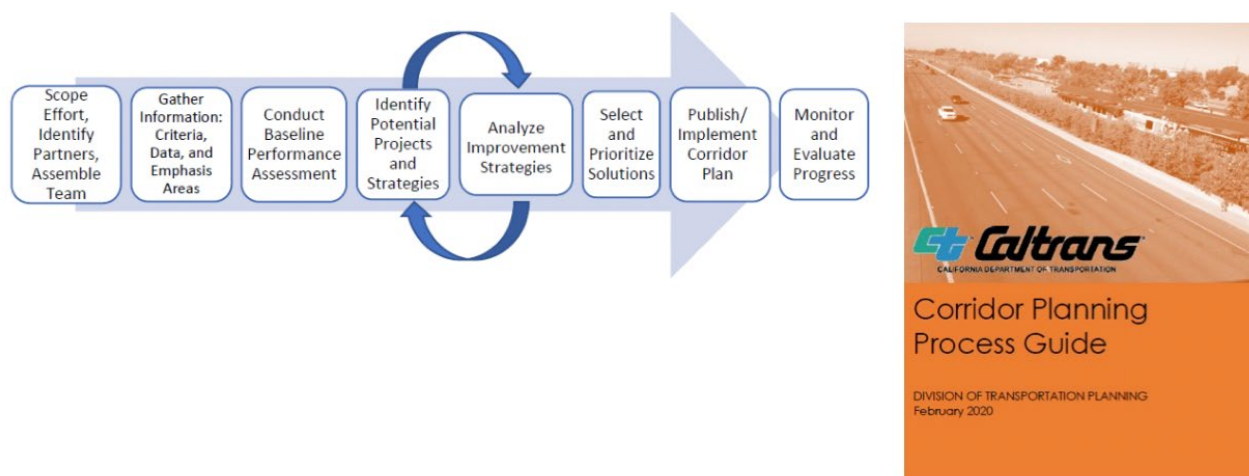 Scope
Effort,
Identify
Partners,
Assemble
Team
Gather
Information:
Criteria,
Data, and
Emphasis
Areas
Conduct
Baseline
Performance
Assessment
Identify
Potential
Projects
and
Strategies
Analyze
Improvement
Strategies
Select
and
Prioritize
Solutions
Publish/
Implement
Corridor
Plan
Monitor
and
Evaluate
Progress
Ct Caltrans
CALIFORNIA DEPARTMENT OF TRANSPORTATION
Corridor Planning
Process Guide
DIVISION OF TRANSPORTATION PLANNING
February 2020